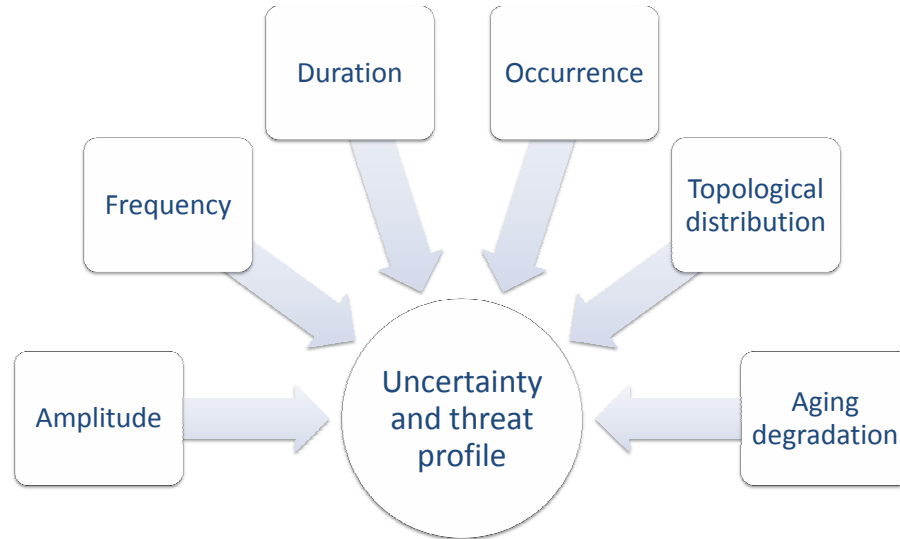 Duration
Occurrence
Frequency
Topological
distribution
Amplitude
Uncertainty
and threat
profile
Aging
degradation